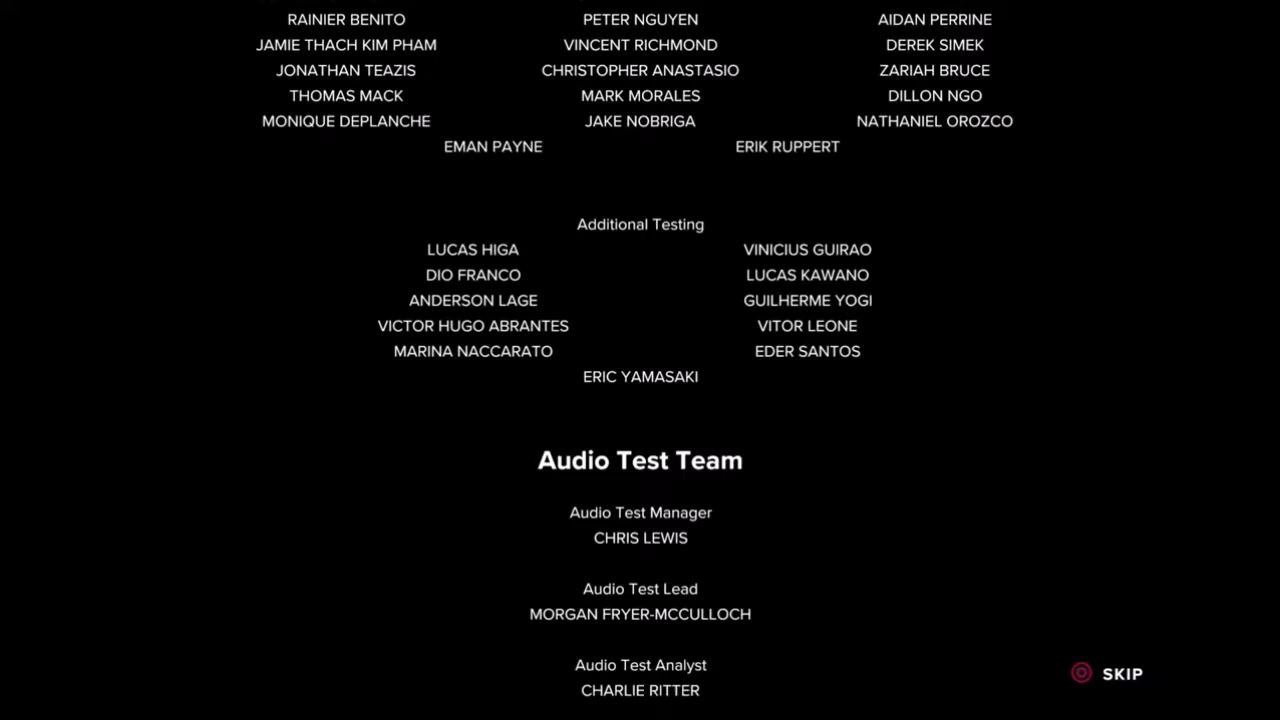 RAINIER BENITO PETER NGUYEN AIDAN PERRINE
JAMIE THACH KIM PHAM VINCENT RICHMOND DEREK SIMEK
JONATHAN TEAZIS CHRISTOPHER ANASTASIO ZARIAH BRUCE
THOMAS MACK MARK MORALES DILLON NGO
MONIQUE DEPLANCHE JAKE NOBRIGA NATHANIEL OROZCO
EMAN PAYNE ERIK RUPPERT
Additional Testing
LUCAS HIGA VINICIUS GUIRAO
DIO FRANCO LUCAS KAWANO
ANDERSON LAGE GUILHERME YOGI
VICTOR HUGO ABRANTES VITOR LEONE
MARINA NACCARATO EDER SANTOS
ERIC YAMASAKI
Audio Test Team
Audio Test Manager
CHRIS LEWIS
Audio Test Lead
MORGAN FRYER-MCCULLOCH
Audio Test Analyst
CHARLIE RITTER
SKIP